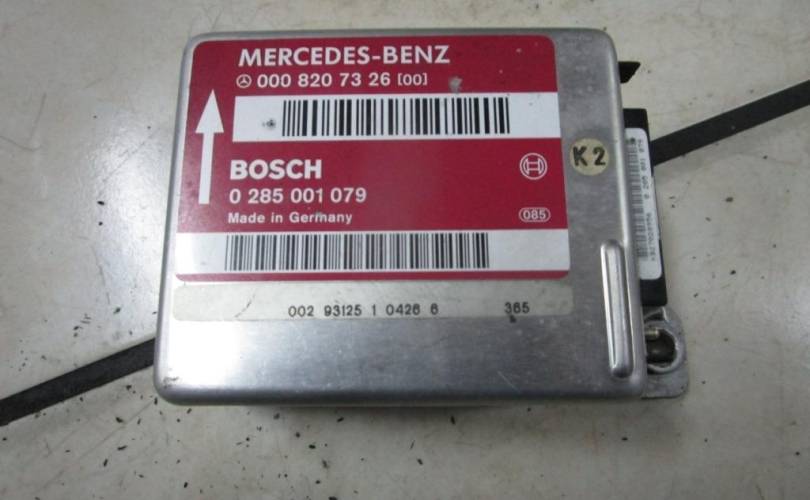 MERCEDES-BENZ
000 820 73 26 [00]
BOSCH
0 285 001 079
Made in Germany
085
K2
002 93125 1 0426 6 365